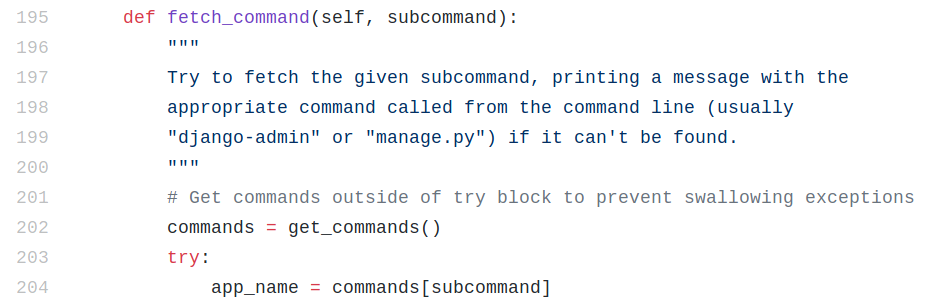 195 def fetch_command(self, subcommand):
196 """
197 Try to fetch the given subcommand, printing a message with the
198 appropriate command called from the command line (usually
199 "django-admin" or "manage.py") if it can't be found.
200 """
201 # Get commands outside of try block to prevent swallowing exceptions
202 commands = get_commands()
203 try:
204 app_name = commands[subcommand]